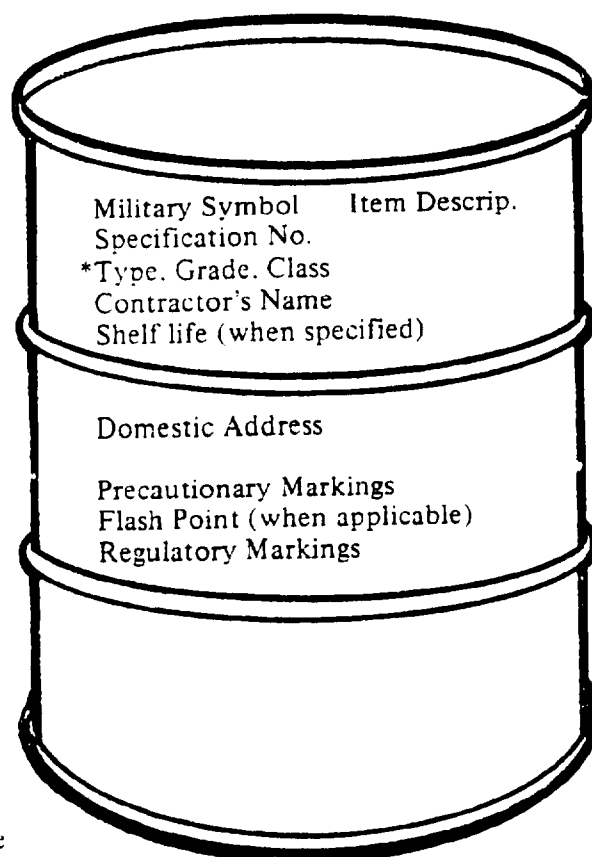 Military Symbol Item Descrip.
Specification No.
*Type. Grade. Class
Contractor's Name
Shelf life (when specified)
Domestic Address
Precautionary Markings
Flash Point (when applicable)
Regulatory Markings